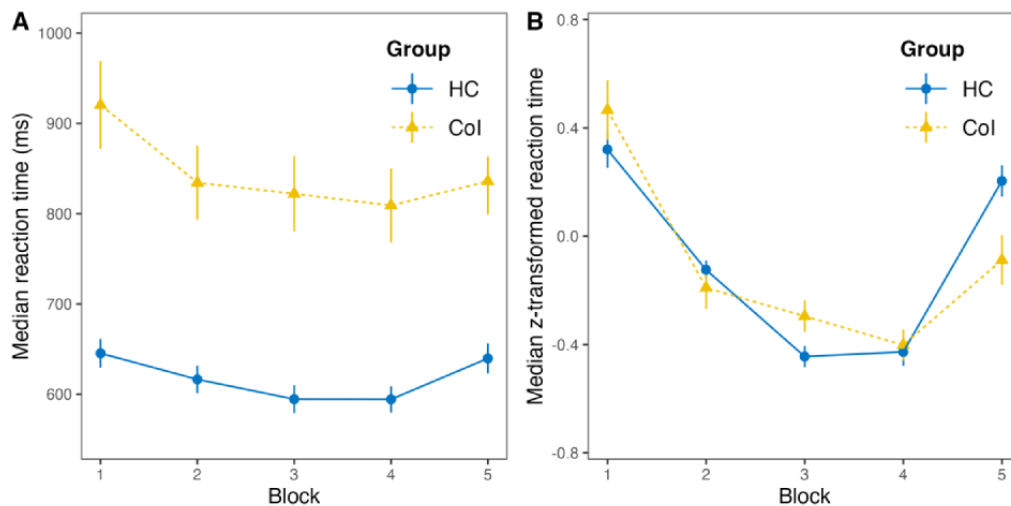 A
Median reaction time (ms)
1000
900
800
700
600
Group
HC
CoI
1 2 3 4 5
Block
B
Median z-transformed reaction time
0.8
0.4
0.0
-0.4
-0.8
Group
HC
CoI
1 2 3 4 5
Block